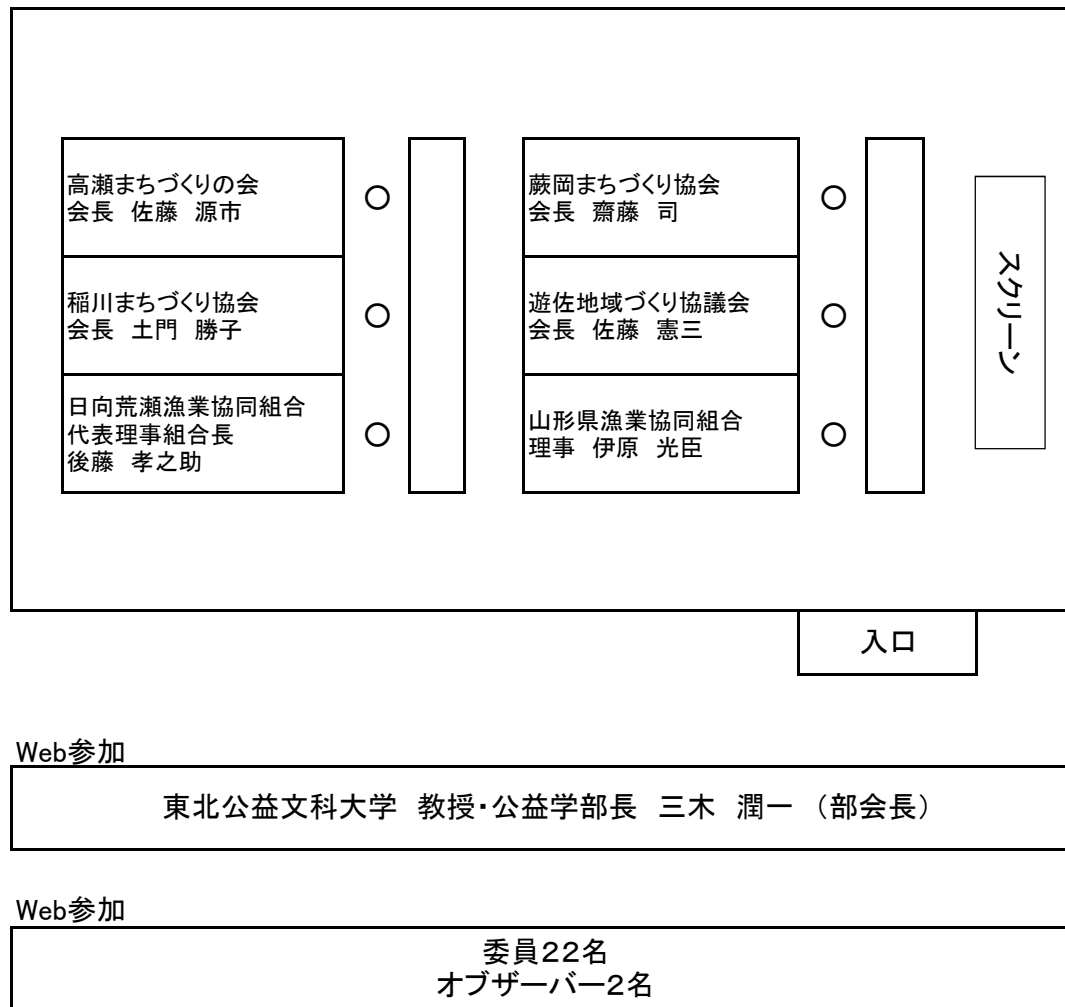 高瀬まちづくりの会
会長 佐藤 源市
稲川まちづくり協会
会長 土門 勝子
日向荒瀬漁業協同組合
代表理事組合長
後藤 孝之助
蕨岡まちづくり協会
会長 齋藤 司
遊佐地域づくり協議会
会長 佐藤 憲三
山形県漁業協同組合
理事 伊原 光臣
スクリーン
入口
Web参加
東北公益文科大学 教授・公益学部長 三木 潤一 （部会長）
Web参加
委員22名
オブザーバー2名